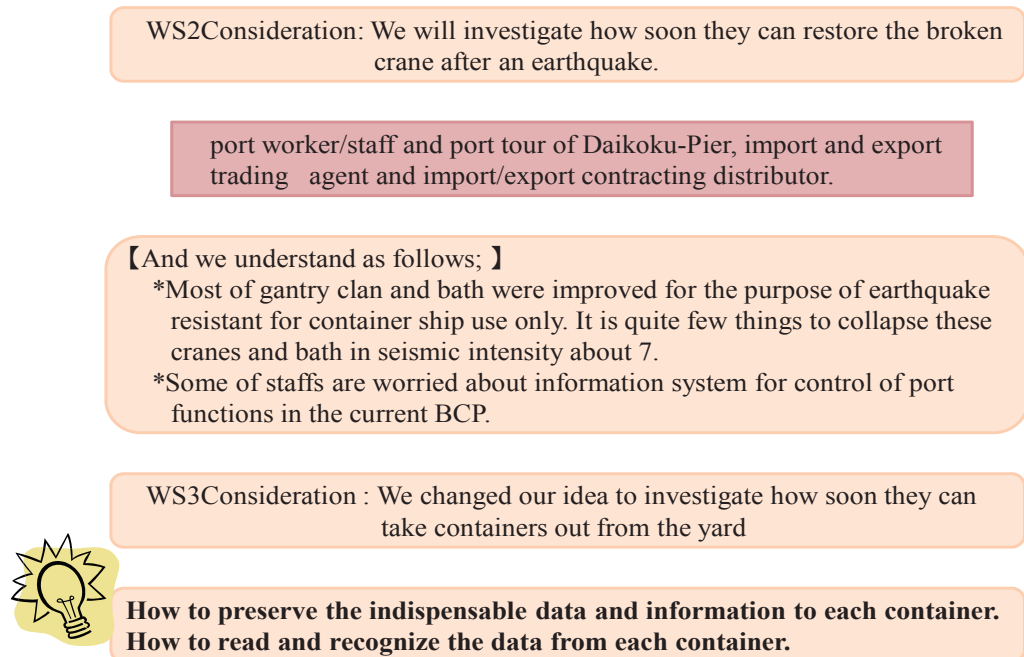 WS2Consideration: We will investigate how soon they can restore the broken
crane after an earthquake.
port worker/staff and port tour of Daikoku-Pier, import and export
trading agent and import/export contracting distributor.
【And we understand as follows; 】
*Most of gantry clan and bath were improved for the purpose of earthquake
resistant for container ship use only. It is quite few things to collapse these
cranes and bath in seismic intensity about 7.
*Some of staffs are worried about information system for control of port
functions in the current BCP.
WS3Consideration : We changed our idea to investigate how soon they can
take containers out from the yard
How to preserve the indispensable data and information to each container.
How to read and recognize the data from each container.